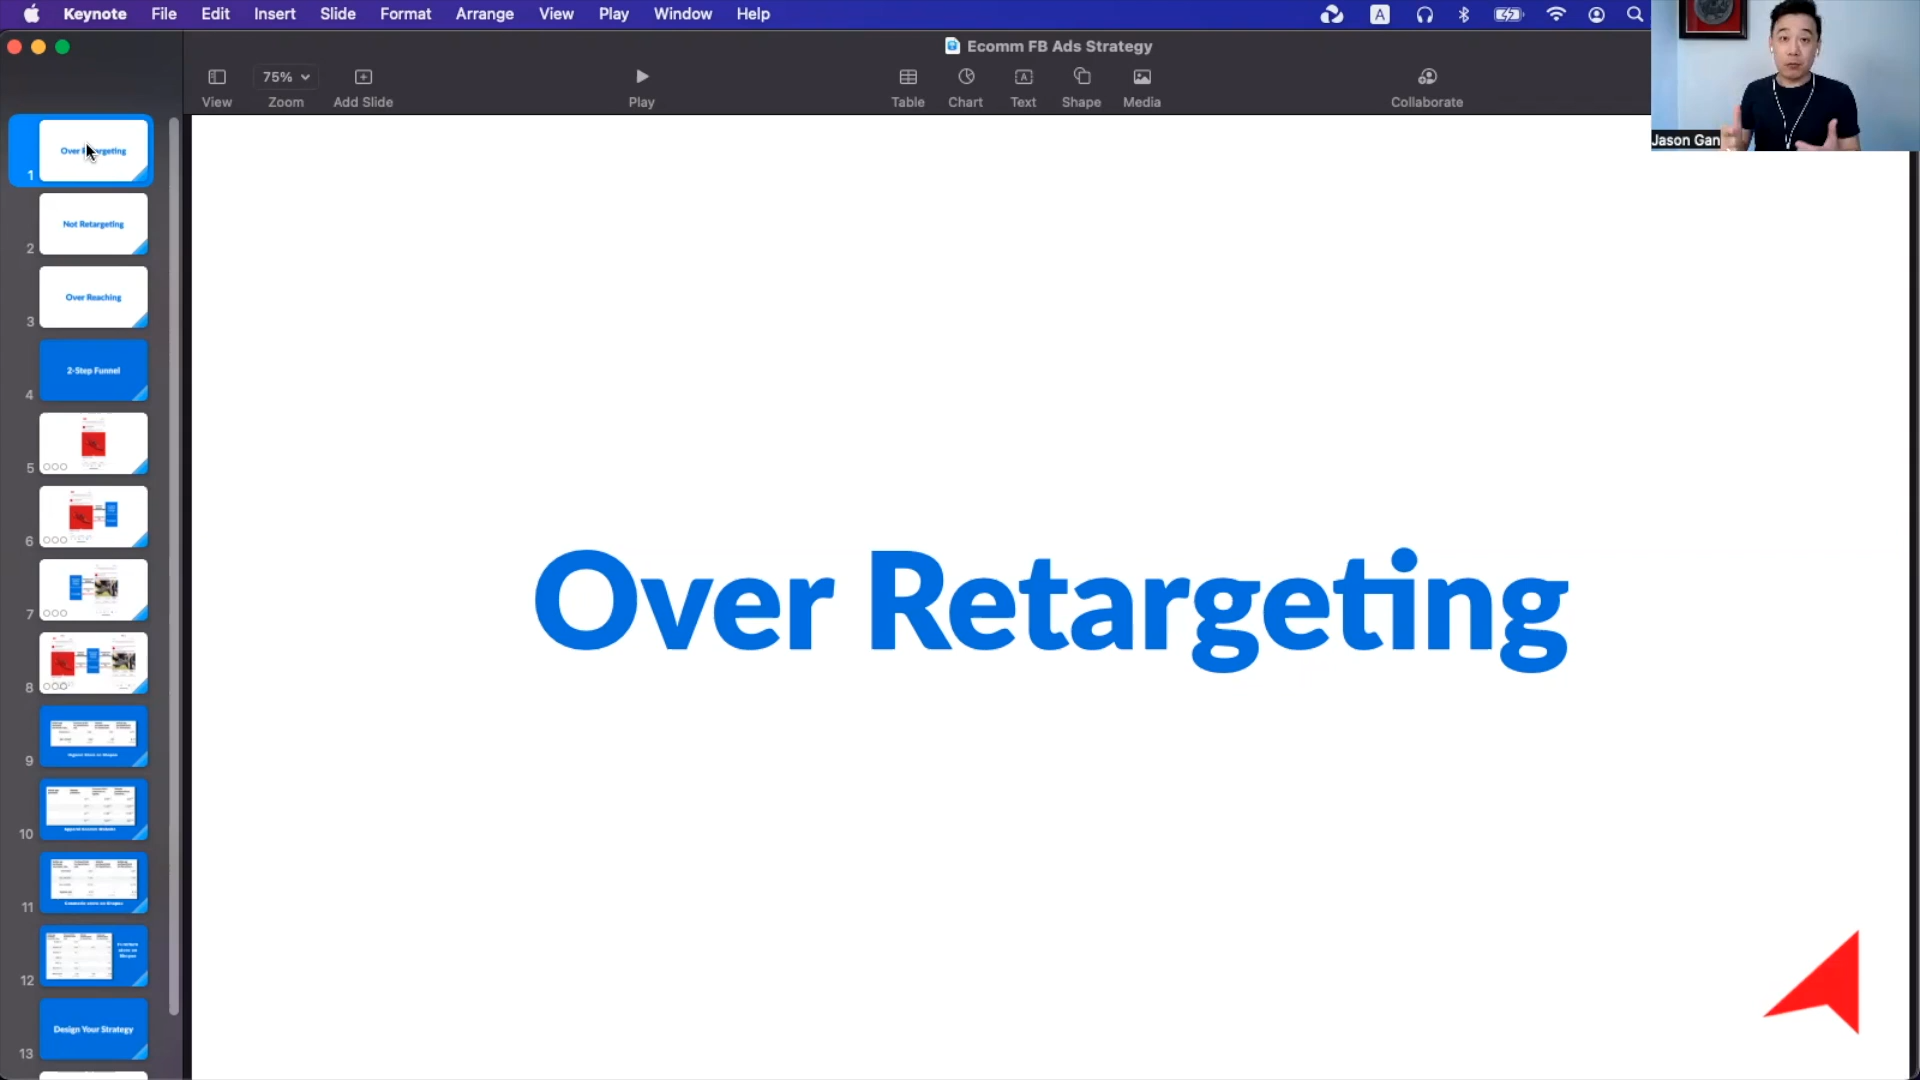 Keynote File Edit Insert Slide Format Arrange View Play Window Help
Ecomm FB Ads Strategy
75%
View Zoom Add Slide Play Table Chart Text Shape Media Collaborate
Jason Gan
Over Retargeting
1
Not Retargeting
2
Over Reaching
3
2-Step Funnel
4
5
6
7
8
9
10
11
12
Design Your Strategy
13
Over Retargeting